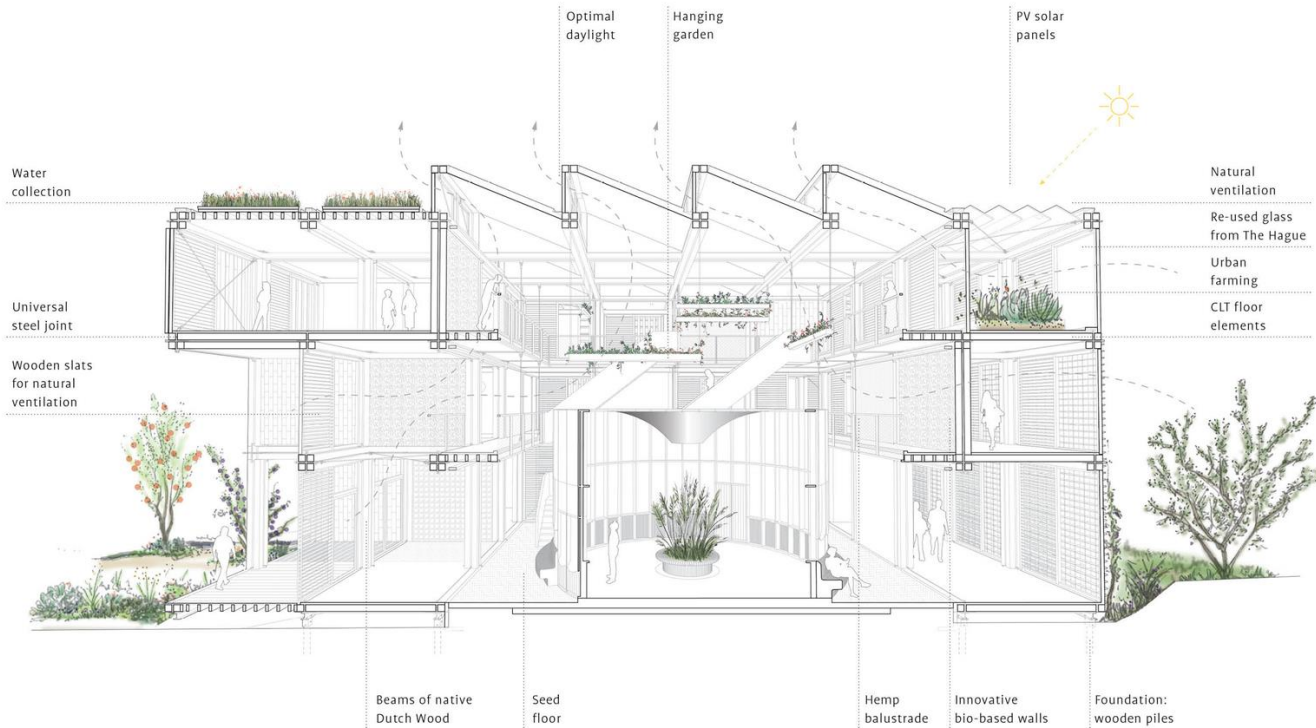 Optimal
daylight
Hanging
garden
PV solar
panels
Water
collection
Universal
steel joint
Wooden slats
for natural
ventilation
Natural
ventilation
Re-used glass
from The Hague
Urban
farming
CLT floor
elements
Beams of native
Dutch Wood
Seed
floor
Hemp
balustrade
Innovative
bio-based walls
Foundation:
wooden piles